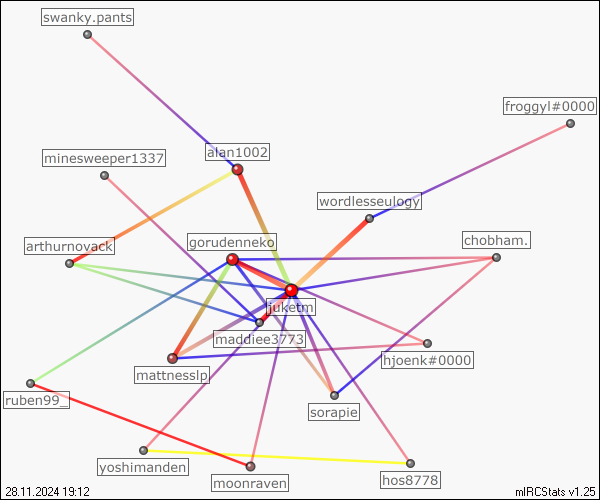 swanky.pants
froggyl#0000
alan1002
minesweeper1337
wordlesseulogy
chobham.
gorudenneko
arthurnovack
juketm
maddiee3773
hjoenk#0000
mattnesslp
ruben99_
sorapie
yoshimanden
hos8778
moonraven
28.11.2024 19:12
mIRCStats v1.25